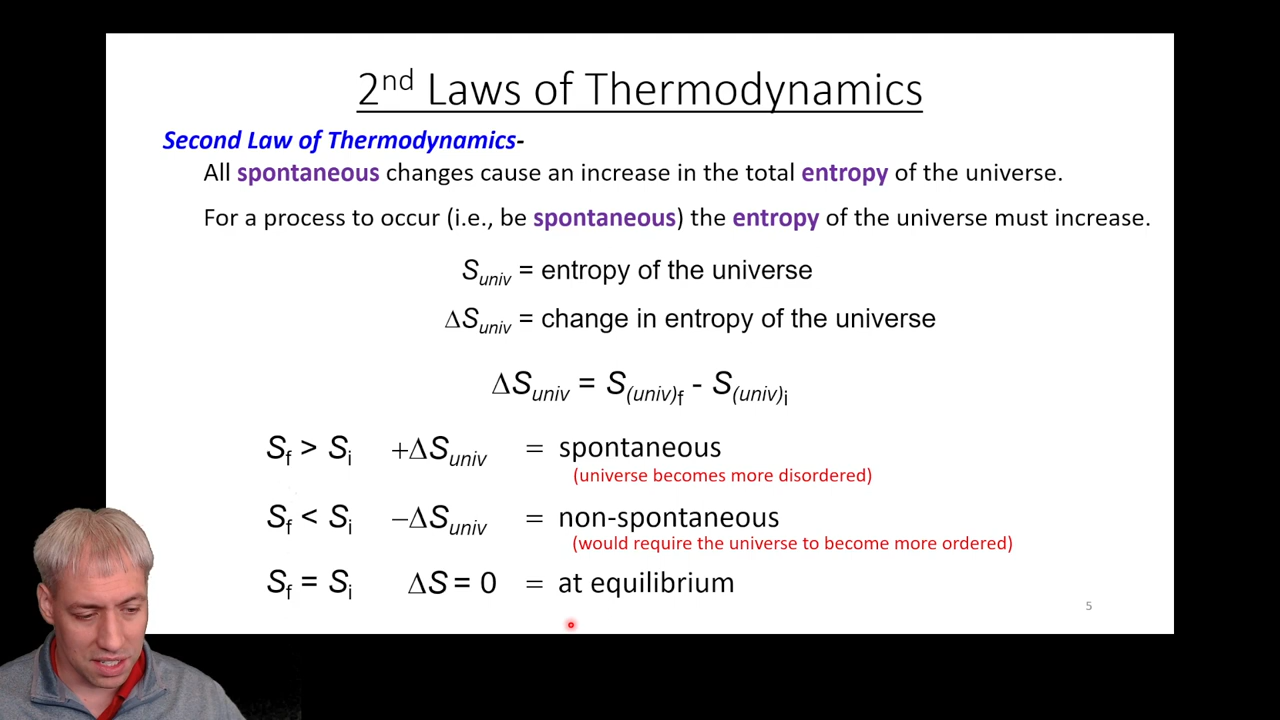 2nd Laws of Thermodynamics
Second Law of Thermodynamics-
All spontaneous changes cause an increase in the total entropy of the universe.
For a process to occur (i.e., be spontaneous) the entropy of the universe must increase.
Suniv = entropy of the universe
ΔSuniv = change in entropy of the universe
ΔSuniv = S(univ)f - S(univ)i
Sf > Si +ΔSuniv = spontaneous
(universe becomes more disordered)
Sf < Si −ΔSuniv = non-spontaneous
(would require the universe to become more ordered)
Sf = Si ΔS = 0 = at equilibrium
5